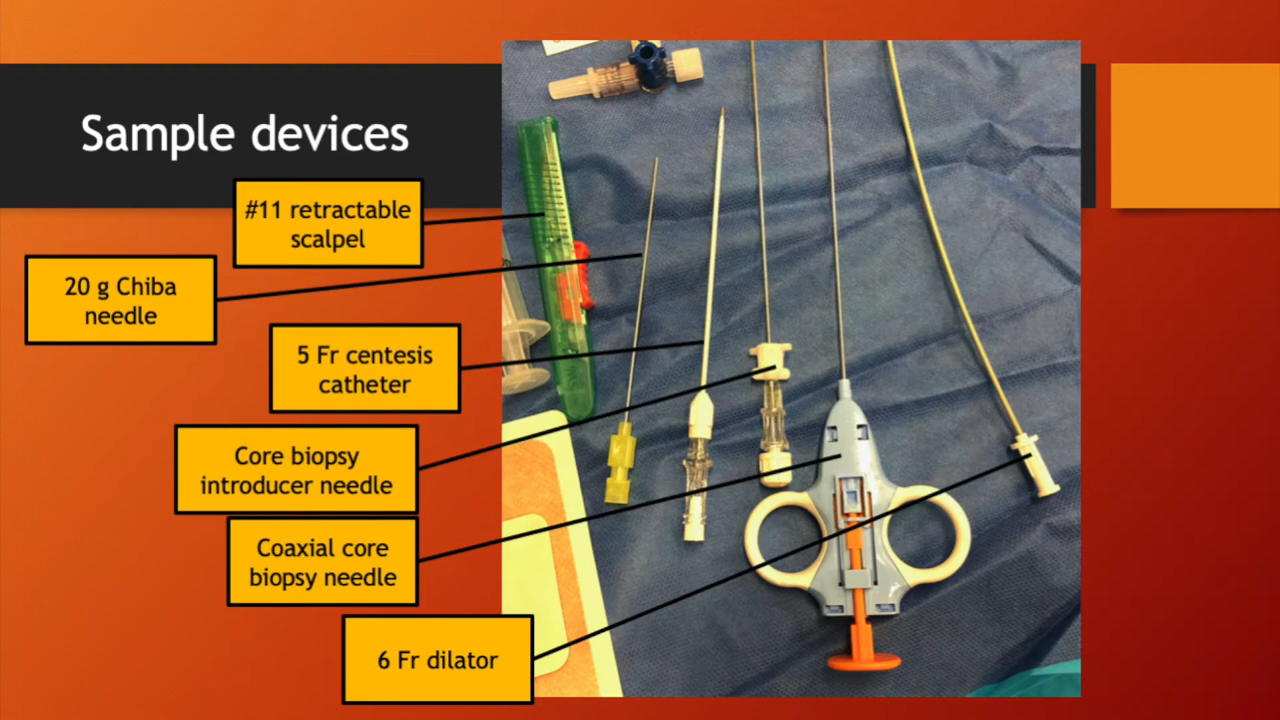 Sample devices
#11 retractable
scalpel
20 g Chiba
needle
5 Fr centesis
catheter
Core biopsy
introducer needle
Coaxial core
biopsy needle
6 Fr dilator